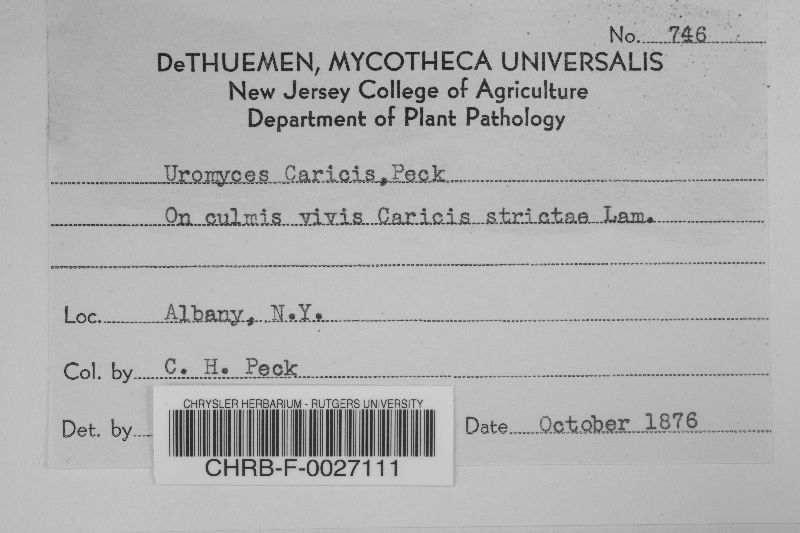 No. 746
DeTHUEMEN, MYCOTHECA UNIVERSALIS
New Jersey College of Agriculture
Department of Plant Pathology
Uromyces Caricis, Peck
On culmis vivis Caricis strictae Lam.
Loc. Albany, N.Y.
Col. by C. H. Peck
Det. by
Date October 1876
CHRYSLER HERBARIUM - RUTGERS UNIVERSITY
CHRB-F-0027111